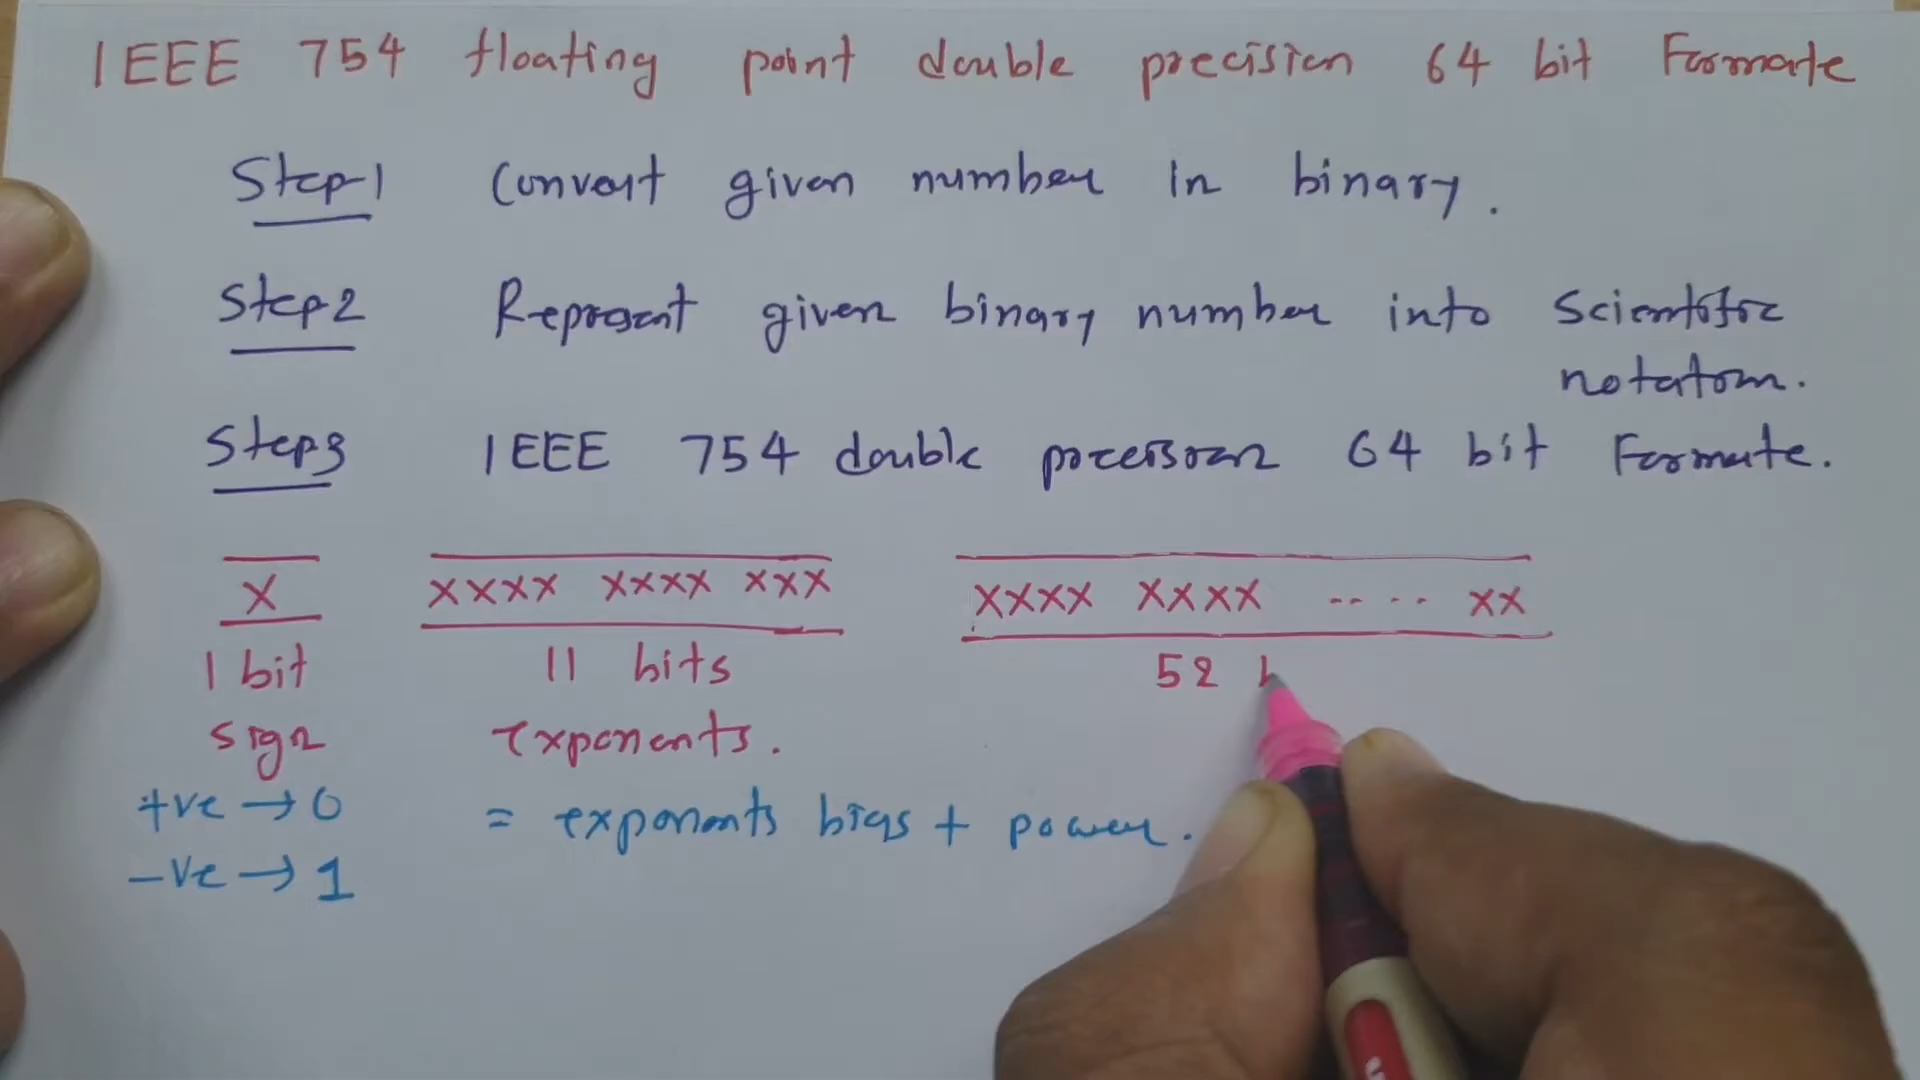 IEEE 754 floating point double precision 64 bit Formate
Step1 Convert given number in binary.
Step2 Represent given binary number into Scientific
notation.
Step3 IEEE 754 double precision 64 bit Formate.
X XXXX XXXX XXX XXXX XXXX .. .. XX
1 bit 11 bits 52 b
sign exponents.
+ve → 0 = exponents bias + power.
-ve → 1